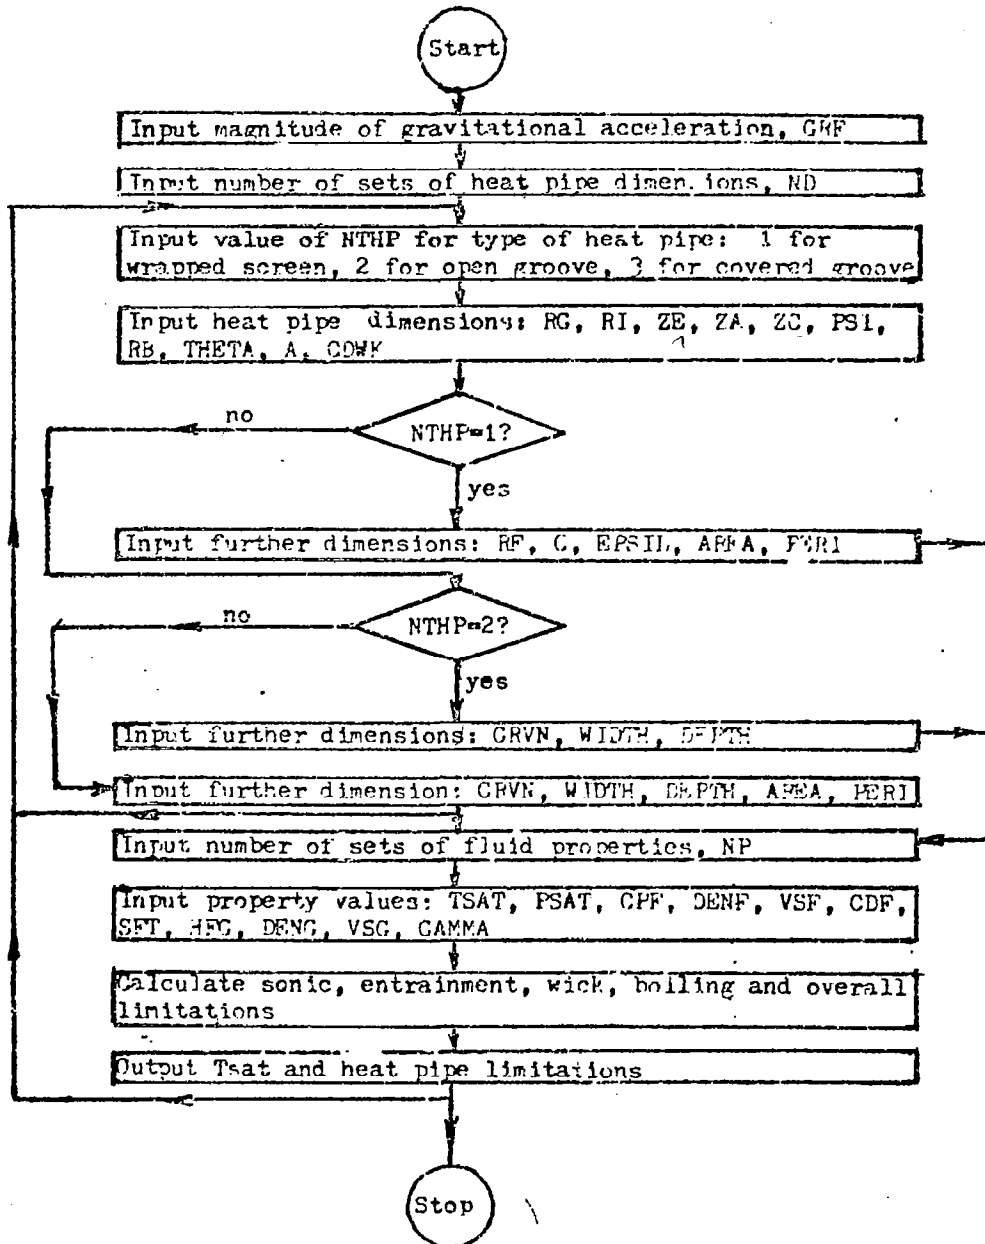 Start
Input magnitude of gravitational acceleration, GRF
Input number of sets of heat pipe dimensions, ND
Input value of NTHP for type of heat pipe: 1 for
wrapped screen, 2 for open groove, 3 for covered groove
Input heat pipe dimensions: RG, RI, ZE, ZA, ZC, PSI,
RB, THETA, A, CDWK
NTHP=1?
no
yes
Input further dimensions: RF, C, EPSIL, AREA, PERI
NTHP=2?
no
yes
Input further dimensions: GRVN, WIDTH, DEPTH
Input further dimension: GRVN, WIDTH, DEPTH, AREA, PERI
Input number of sets of fluid properties, NP
Input property values: TSAT, PSAT, CPF, DENF, VSF, CDF,
SFT, HFG, DENG, VSG, GAMMA
Calculate sonic, entrainment, wick, boiling and overall
limitations
Output Tsat and heat pipe limitations
Stop